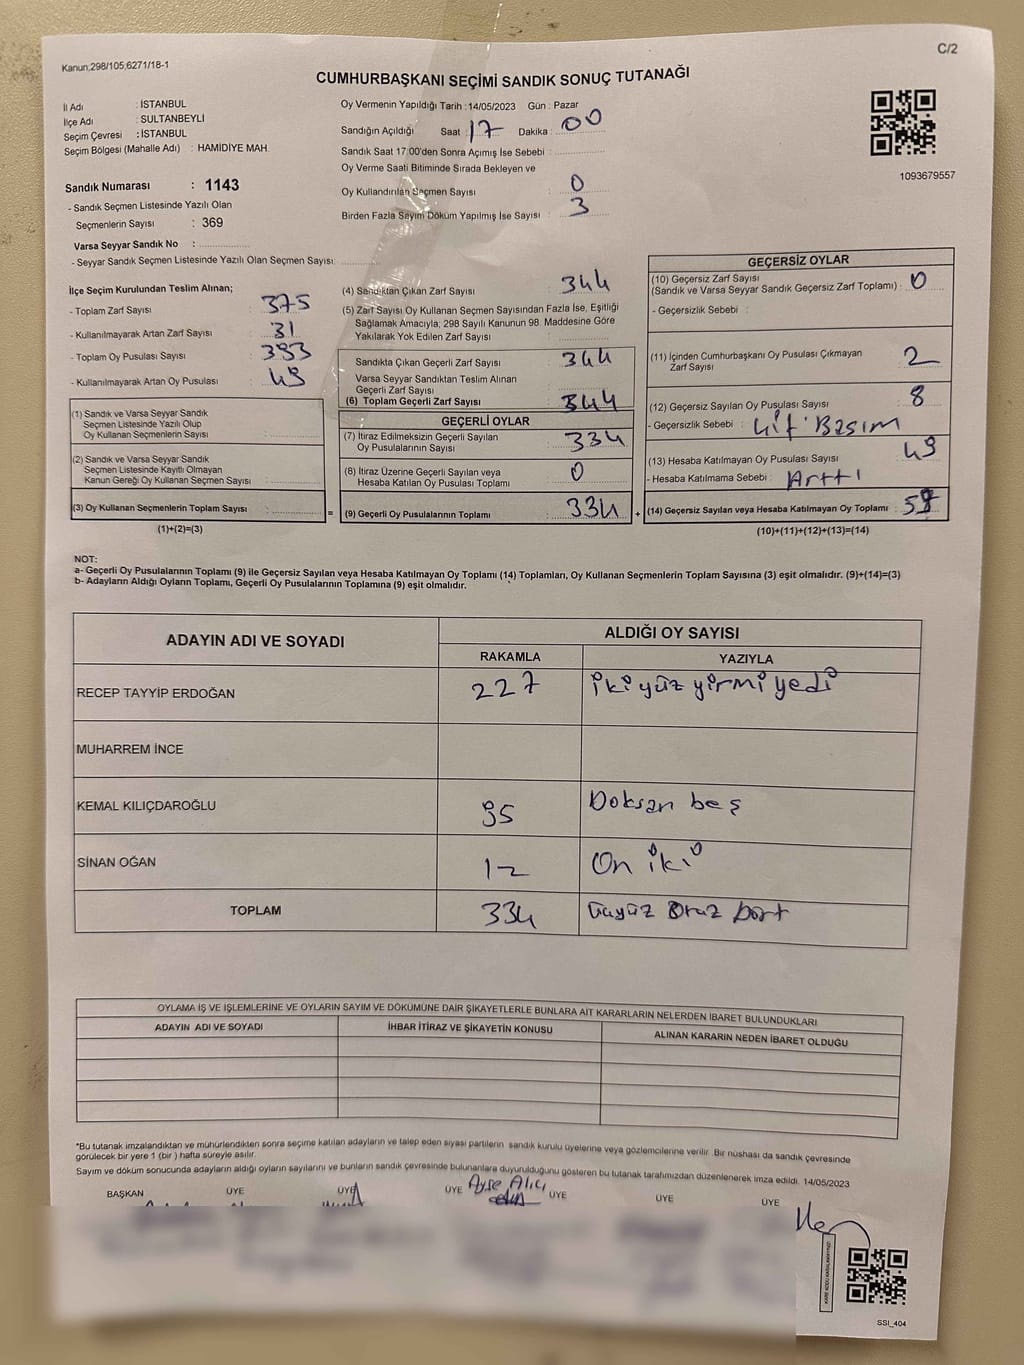 C/2
Kanun;298/105,6271/18-1
CUMHURBAŞKANI SEÇİMİ SANDIK SONUÇ TUTANAĞI
İl Adı : İSTANBUL
İlçe Adı : SULTANBEYLİ
Seçim Çevresi : İSTANBUL
Seçim Bölgesi (Mahalle Adı) : HAMİDİYE MAH.
Sandık Numarası : 1143
- Sandık Seçmen Listesinde Yazılı Olan
Seçmenlerin Sayısı : 369
Varsa Seyyar Sandık No :
- Seyyar Sandık Seçmen Listesinde Yazılı Olan Seçmen Sayısı:
Oy Vermenin Yapıldığı Tarih : 14/05/2023 Gün : Pazar
Sandığın Açıldığı Saat : 17 Dakika : 00
Sandık Saat 17:00'den Sonra Açımış İse Sebebi :
Oy Verme Saati Bitiminde Sırada Bekleyen ve
Oy Kullandırılan Seçmen Sayısı : 0
Birden Fazla Sayım Döküm Yapılmış İse Sayısı : 3
1093679557
İlçe Seçim Kurulundan Teslim Alınan;
- Toplam Zarf Sayısı : 375
- Kullanılmayarak Artan Zarf Sayısı : 31
- Toplam Oy Pusulası Sayısı : 383
- Kullanılmayarak Artan Oy Pusulası : 49
(1) Sandık ve Varsa Seyyar Sandık
Seçmen Listesinde Yazılı Olup
Oy Kullanan Seçmenlerin Sayısı :
(2) Sandık ve Varsa Seyyar Sandık
Seçmen Listesinde Kayıtlı Olmayan
Kanun Gereği Oy Kullanan Seçmen Sayısı :
(3) Oy Kullanan Seçmenlerin Toplam Sayısı :
(1)+(2)=(3)
(4) Sandıktan Çıkan Zarf Sayısı : 344
(5) Zarf Sayısı Oy Kullanan Seçmen Sayısından Fazla İse, Eşitliği
Sağlamak Amacıyla; 298 Sayılı Kanunun 98. Maddesine Göre
Yakılarak Yok Edilen Zarf Sayısı :
Sandıkta Çıkan Geçerli Zarf Sayısı : 344
Varsa Seyyar Sandıktan Teslim Alınan
Geçerli Zarf Sayısı :
(6) Toplam Geçerli Zarf Sayısı : 344
GEÇERLİ OYLAR
(7) İtiraz Edilmeksizin Geçerli Sayılan
Oy Pusulasının Sayısı : 334
(8) İtiraz Üzerine Geçerli Sayılan veya
Hesaba Katılan Oy Pusulası Toplamı : 0
= (9) Geçerli Oy Pusulalarının Toplamı : 334 +
GEÇERSİZ OYLAR
(10) Geçersiz Zarf Sayısı
(Sandık ve Varsa Seyyar Sandık Geçersiz Zarf Toplamı) : 0
- Geçersizlik Sebebi :
(11) İçinden Cumhurbaşkanı Oy Pusulası Çıkmayan
Zarf Sayısı : 2
(12) Geçersiz Sayılan Oy Pusulası Sayısı : 8
- Geçersizlik Sebebi : Basım
(13) Hesaba Katılmayan Oy Pusulası Sayısı : 49
- Hesaba Katılmama Sebebi : Arttı
(14) Geçersiz Sayılan veya Hesaba Katılmayan Oy Toplamı :
(10)+(11)+(12)+(13)=(14)
NOT:
a- Geçerli Oy Pusulalarının Toplamı (9) ile Geçersiz Sayılan veya Hesaba Katılmayan Oy Toplamı (14) Toplamları, Oy Kullanan Seçmenlerin Toplam Sayısına (3) eşit olmalıdır. (9)+(14)=(3)
b- Adayların Aldığı Oyların Toplamı, Geçerli Oy Pusulalarının Toplamına (9) eşit olmalıdır.
ADAYIN ADI VE SOYADI
ALDIĞI OY SAYISI
RAKAMLA YAZIYLA
RECEP TAYYİP ERDOĞAN 227 iki yüz yirmi yedi
MUHARREM İNCE
KEMAL KILIÇDAROĞLU 95 Doksan beş
SİNAN OĞAN 12 On iki
TOPLAM 334 üçyüz otuz dört
OYLAMA İŞ VE İŞLEMLERİNE VE OYLARIN SAYIM VE DÖKÜMÜNE DAİR ŞİKAYETLERLE BUNLARA AİT KARARLARIN NELERDEN İBARET BULUNDUKLARI
ADAYIN ADI VE SOYADI İHBAR İTİRAZ VE ŞİKAYETİN KONUSU ALINAN KARARIN NEDEN İBARET OLDUĞU
*Bu tutanak imzalandıktan ve mühürlendikten sonra seçime katılan adayların ve talep eden siyasi partilerin sandık kurulu üyelerine veya gözlemcilerine verilir. Bir nüshası da sandık çevresinde
görülecek bir yere 1 (bir ) hafta süreyle asılır.
Sayım ve döküm sonucunda adayların aldığı oyların sayılarını ve bunların sandık çevresinde bulunanlara duyurulduğunu gösteren bu tutanak tarafımızdan düzenlenerek imza edildi. 14/05/2023
BAŞKAN ÜYE ÜYE ÜYE Ayşe Alıcı ÜYE ÜYE ÜYE
SSI_404